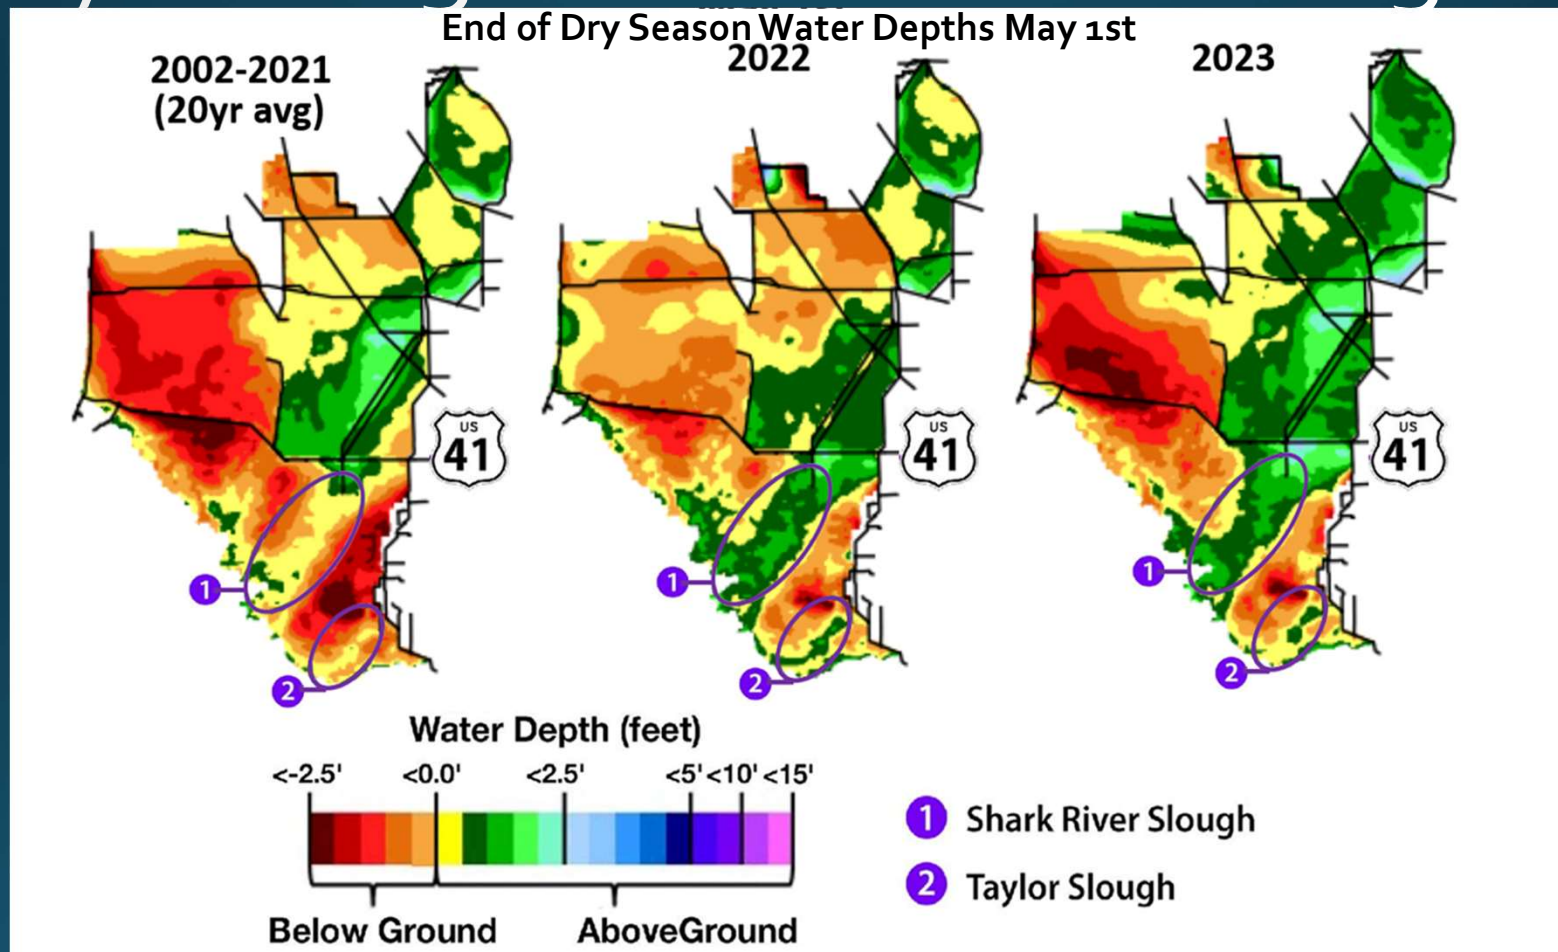 End of Dry Season Water Depths May 1st
2002-2021
(20yr avg)
2022
2023
US
41
US
41
US
41
1
1
1
2
2
2
Water Depth (feet)
<-2.5' <0.0' <2.5' <5' <10' <15'
Below Ground AboveGround
1 Shark River Slough
2 Taylor Slough